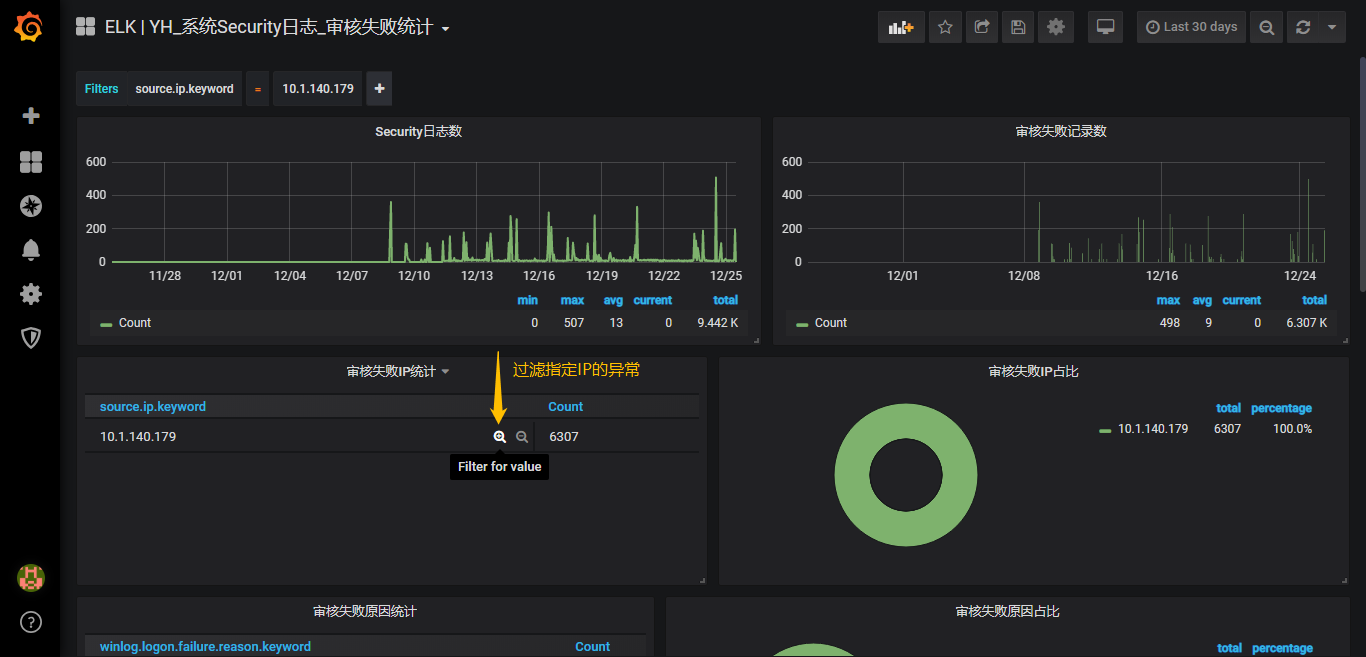 ELK | YH_系统Security日志_审核失败统计
Last 30 days
Filters source.ip.keyword = 10.1.140.179
Security日志数
600
400
200
0
11/28 12/01 12/04 12/07 12/10 12/13 12/16 12/19 12/22 12/25
min max avg current total
Count 0 507 13 0 9.442 K
审核失败记录数
600
400
200
0
12/01 12/08 12/16 12/24
max avg current total
Count 498 9 0 6.307 K
审核失败IP统计
过滤指定IP的异常
source.ip.keyword Count
10.1.140.179 6307
Filter for value
审核失败IP占比
total percentage
10.1.140.179 6307 100.0%
审核失败原因统计
winlog.logon.failure.reason.keyword Count
审核失败原因占比
total percentage